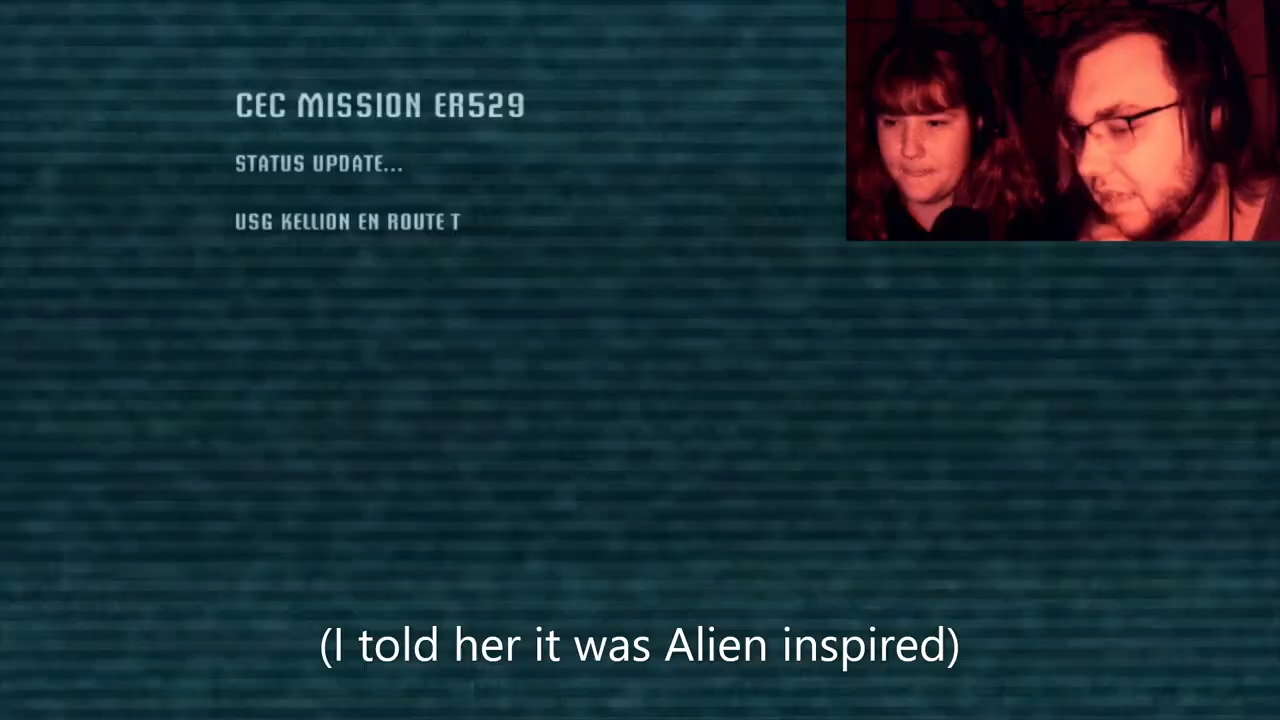 CEC MISSION ER529
STATUS UPDATE...
USG KELLION EN ROUTE T
(I told her it was Alien inspired)